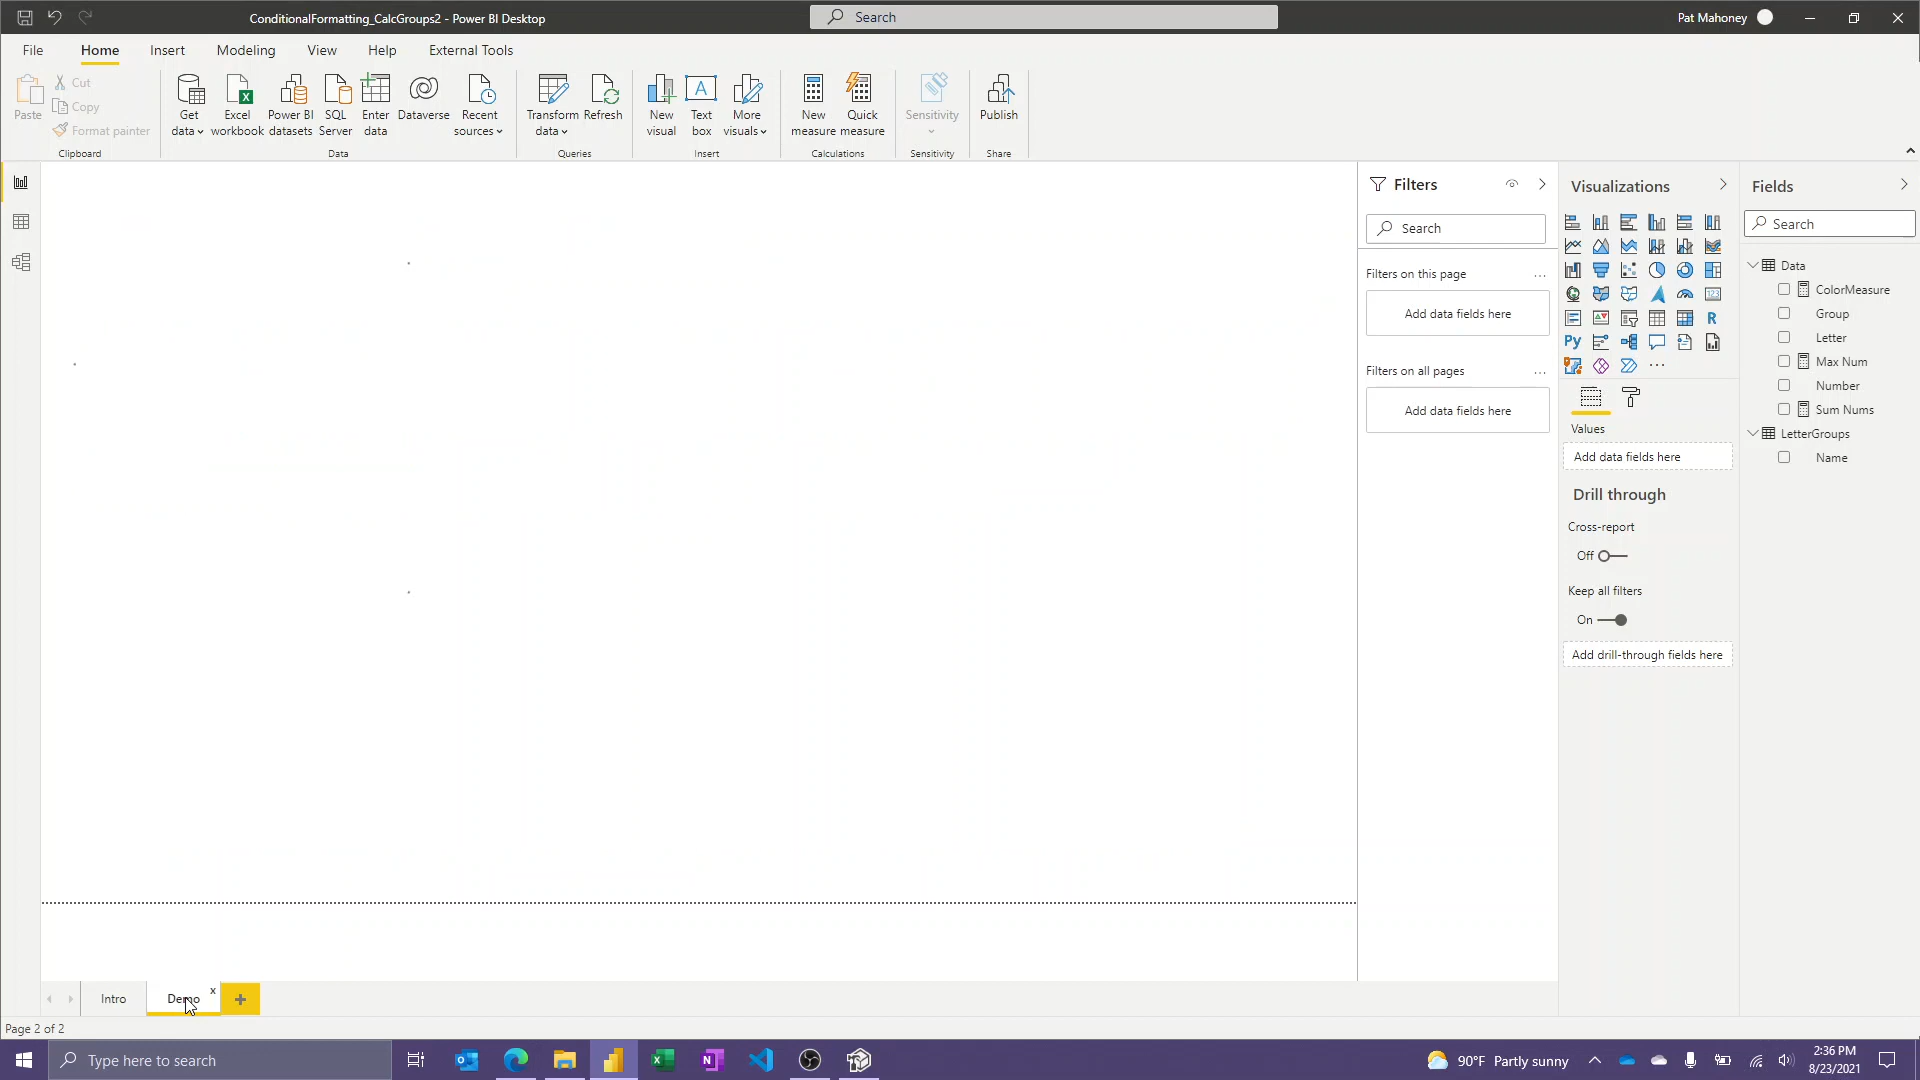 ConditionalFormatting_CalcGroups2 - Power BI Desktop
Search
Pat Mahoney
File Home Insert Modeling View Help External Tools
Paste
Cut
Copy
Format painter
Clipboard
Get data
Excel workbook
Power BI datasets
SQL Server
Enter data
Dataverse
Recent sources
Data
Transform data
Refresh
Queries
New visual
Text box
More visuals
Insert
New measure
Quick measure
Calculations
Sensitivity
Sensitivity
Publish
Share
Filters
Search
Filters on this page ...
Add data fields here
Filters on all pages ...
Add data fields here
Visualizations
123
R
Py
...
Values
Add data fields here
Drill through
Cross-report
Off
Keep all filters
On
Add drill-through fields here
Fields
Search
Data
ColorMeasure
Group
Letter
Max Num
Number
Sum Nums
LetterGroups
Name
Intro
Demo x
+
Page 2 of 2
Type here to search
90°F Partly sunny
2:36 PM
8/23/2021